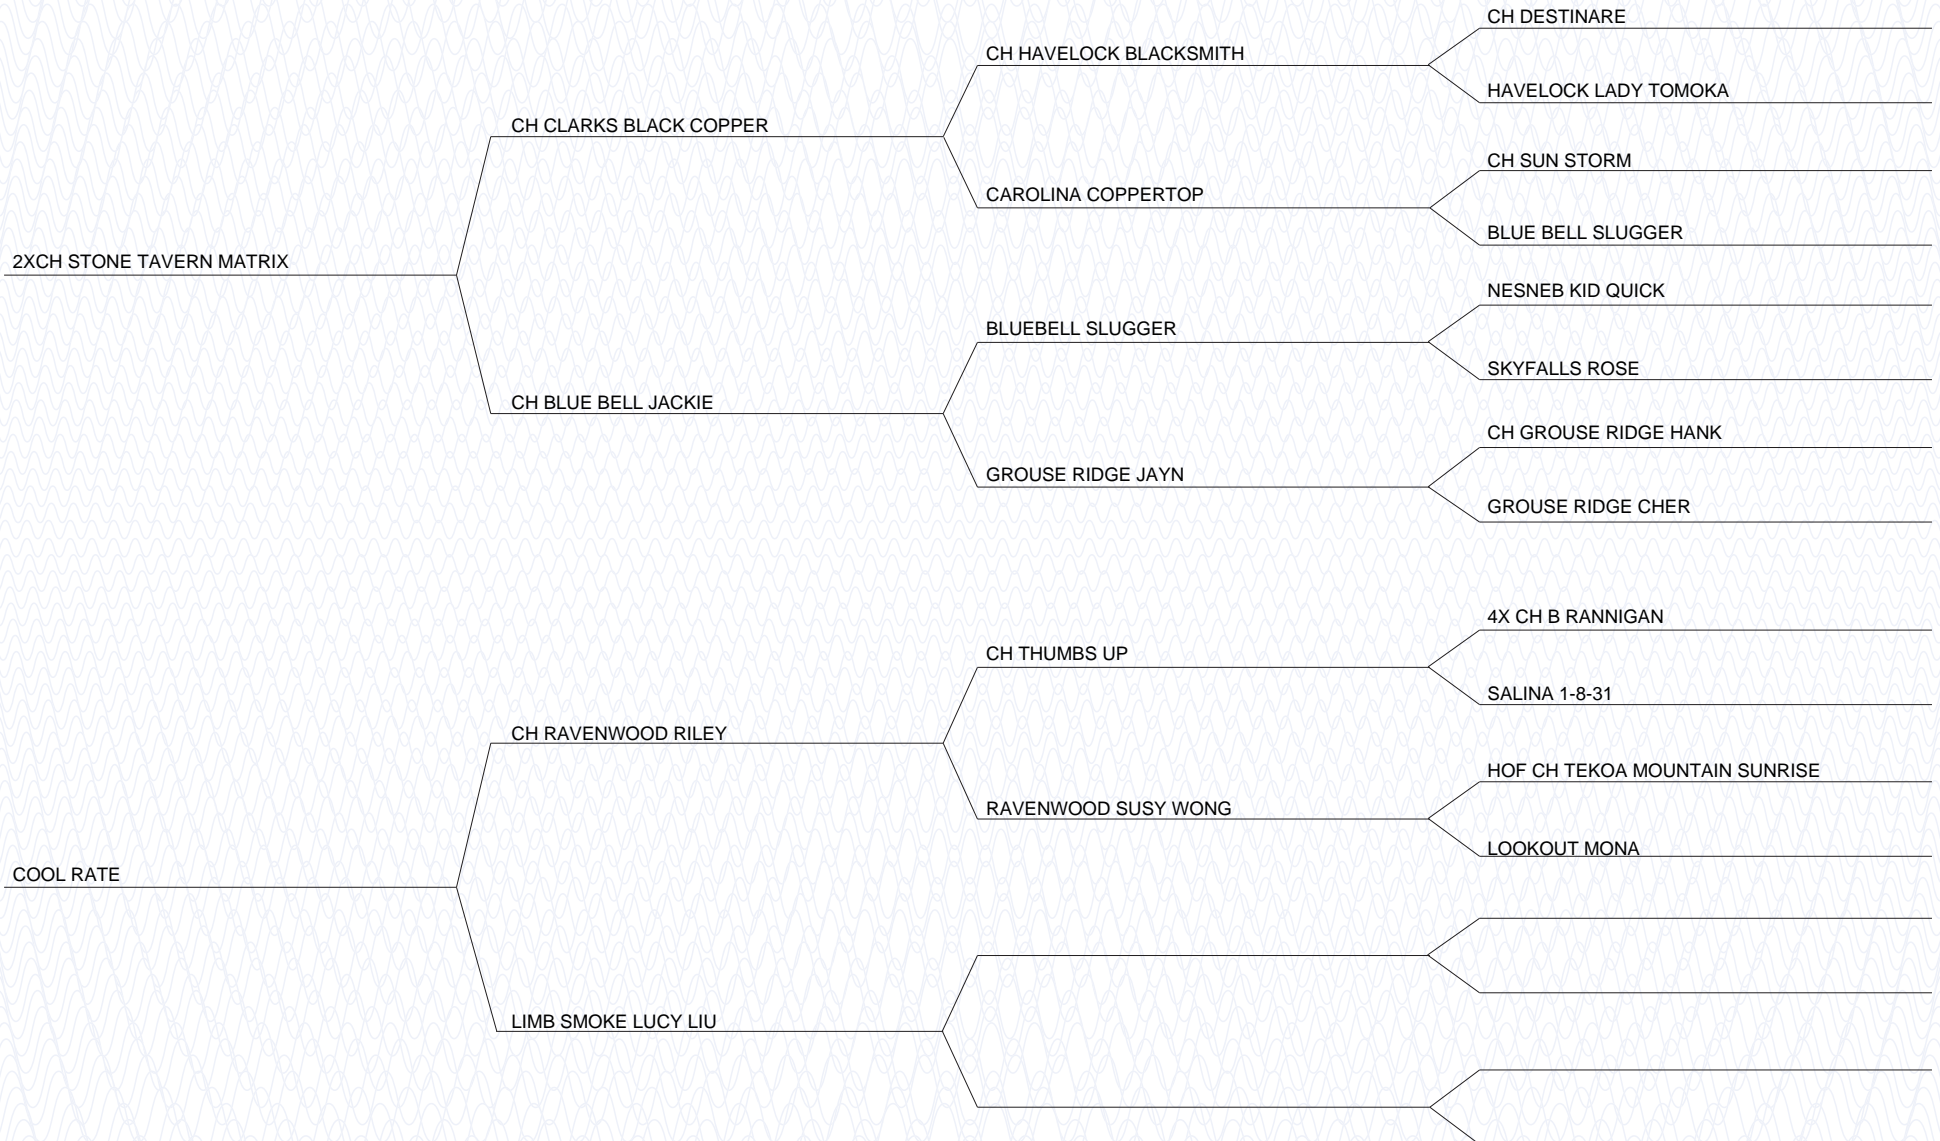 CH DESTINARE
CH HAVELOCK BLACKSMITH
HAVELOCK LADY TOMOKA
CH CLARKS BLACK COPPER
CH SUN STORM
CAROLINA COPPERTOP
BLUE BELL SLUGGER
2XCH STONE TAVERN MATRIX
NESNEB KID QUICK
BLUEBELL SLUGGER
SKYFALLS ROSE
CH BLUE BELL JACKIE
CH GROUSE RIDGE HANK
GROUSE RIDGE JAYN
GROUSE RIDGE CHER
4X CH B RANNIGAN
CH THUMBS UP
SALINA 1-8-31
CH RAVENWOOD RILEY
HOF CH TEKOA MOUNTAIN SUNRISE
RAVENWOOD SUSY WONG
LOOKOUT MONA
COOL RATE
LIMB SMOKE LUCY LIU